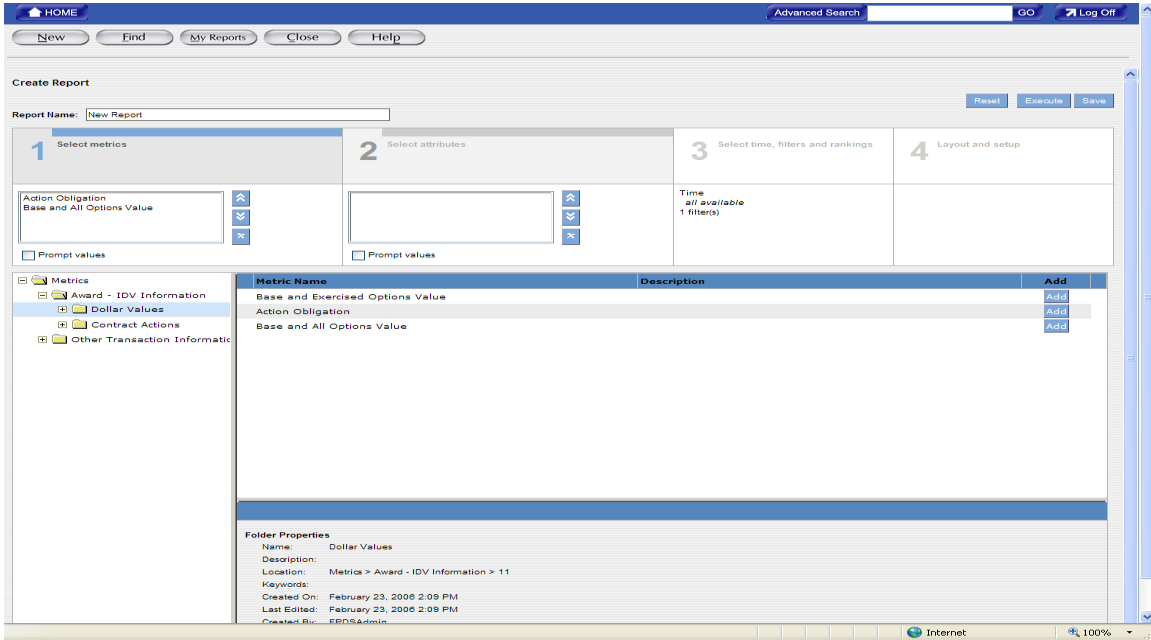 HOME
Advanced Search
GO
Log Off
New
Find
My Reports
Close
Help
Create Report
Reset
Execute
Save
Report Name: New Report
1 Select metrics
2 Select attributes
3 Select time, filters and rankings
4 Layout and setup
Action Obligation
Base and All Options Value
Prompt values
Prompt values
Time
all available
1 filter(s)
Metrics
Award - IDV Information
Dollar Values
Contract Actions
Other Transaction Informatic
Metric Name Description Add
Base and Exercised Options Value Add
Action Obligation Add
Base and All Options Value Add
Folder Properties
Name: Dollar Values
Description:
Location: Metrics > Award - IDV Information > 11
Keywords:
Created On: February 23, 2006 2:09 PM
Last Edited: February 23, 2006 2:09 PM
Created By: FPDSAdmin
Internet
100%